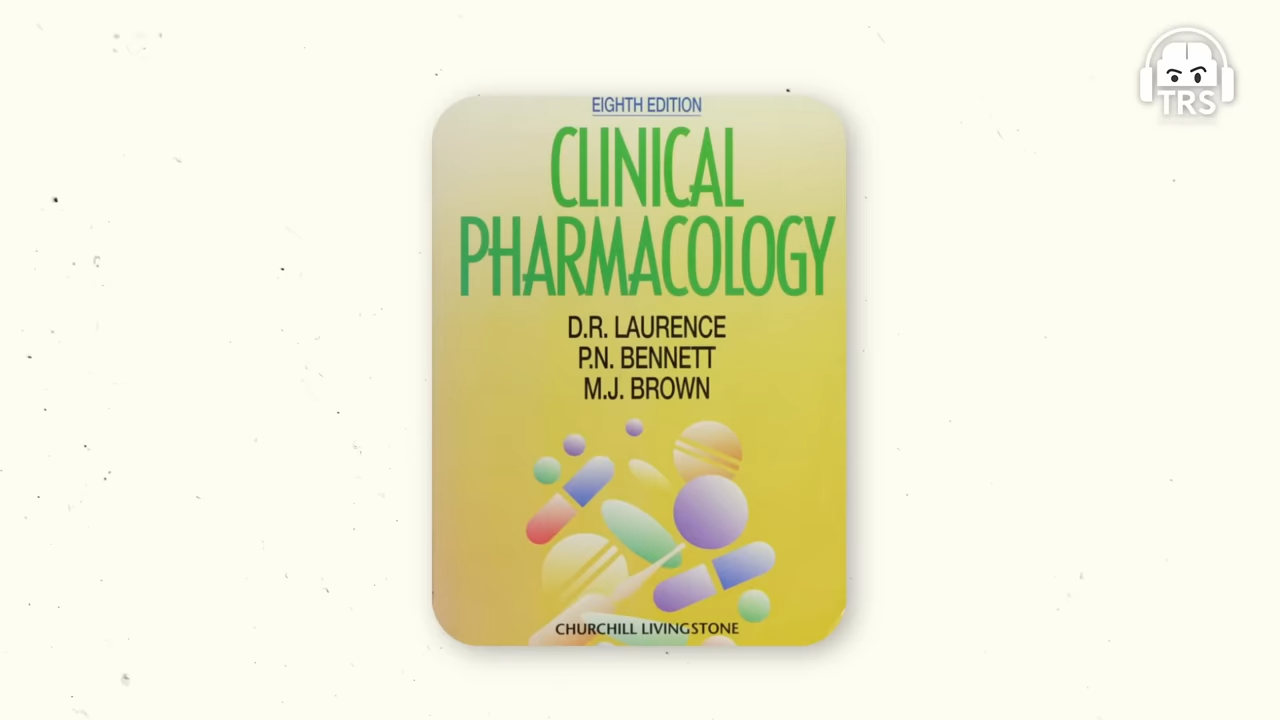 TRS
EIGHTH EDITION
CLINICAL
PHARMACOLOGY
D.R. LAURENCE
P.N. BENNETT
M.J. BROWN
CHURCHILL LIVINGSTONE